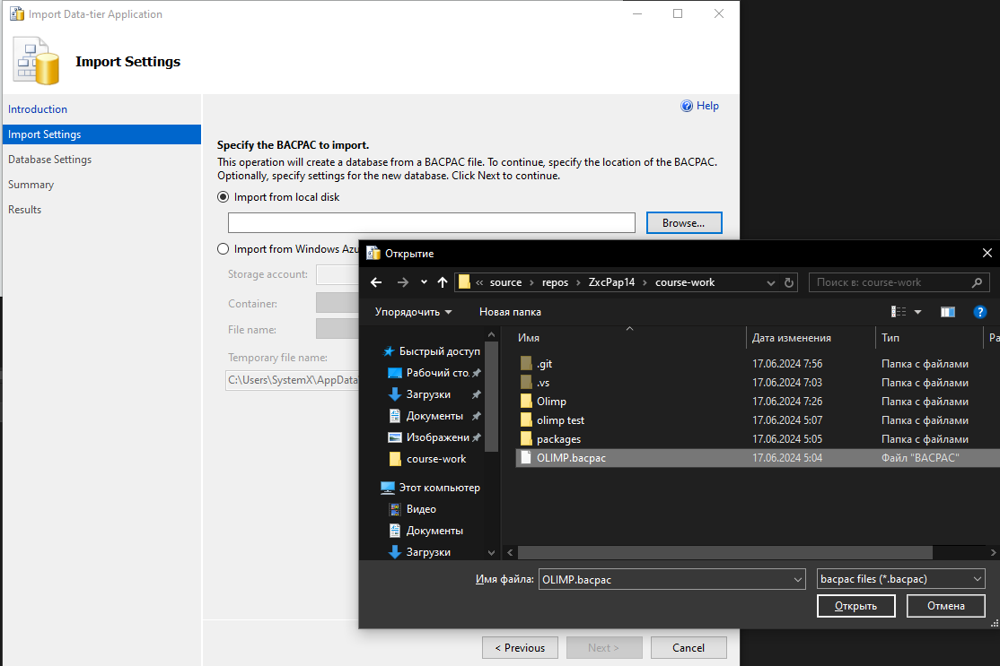 Import Data-tier Application
Import Settings
Help
Introduction
Import Settings
Database Settings
Summary
Results
Specify the BACPAC to import.
This operation will create a database from a BACPAC file. To continue, specify the location of the BACPAC.
Optionally, specify settings for the new database. Click Next to continue.
Import from local disk
Browse...
Import from Windows Azu
Storage account:
Container:
File name:
Temporary file name:
C:\Users\SystemX\AppData
< Previous
Next >
Cancel
Открытие
« source › repos › ZxcPap14 › course-work
Поиск в: course-work
Упорядочить
Новая папка
Быстрый доступ
Рабочий сто.
Загрузки
Документы
Изображени
course-work
Этот компьютер
Видео
Документы
Загрузки
Имя Дата изменения Тип Ра
.git 17.06.2024 7:56 Папка с файлами
.vs 17.06.2024 7:03 Папка с файлами
Olimp 17.06.2024 7:26 Папка с файлами
olimp test 17.06.2024 5:07 Папка с файлами
packages 17.06.2024 5:05 Папка с файлами
OLIMP.bacpac 17.06.2024 5:04 Файл "BACPAC"
Имя файла: OLIMP.bacpac
bacpac files (*.bacpac)
Открыть
Отмена